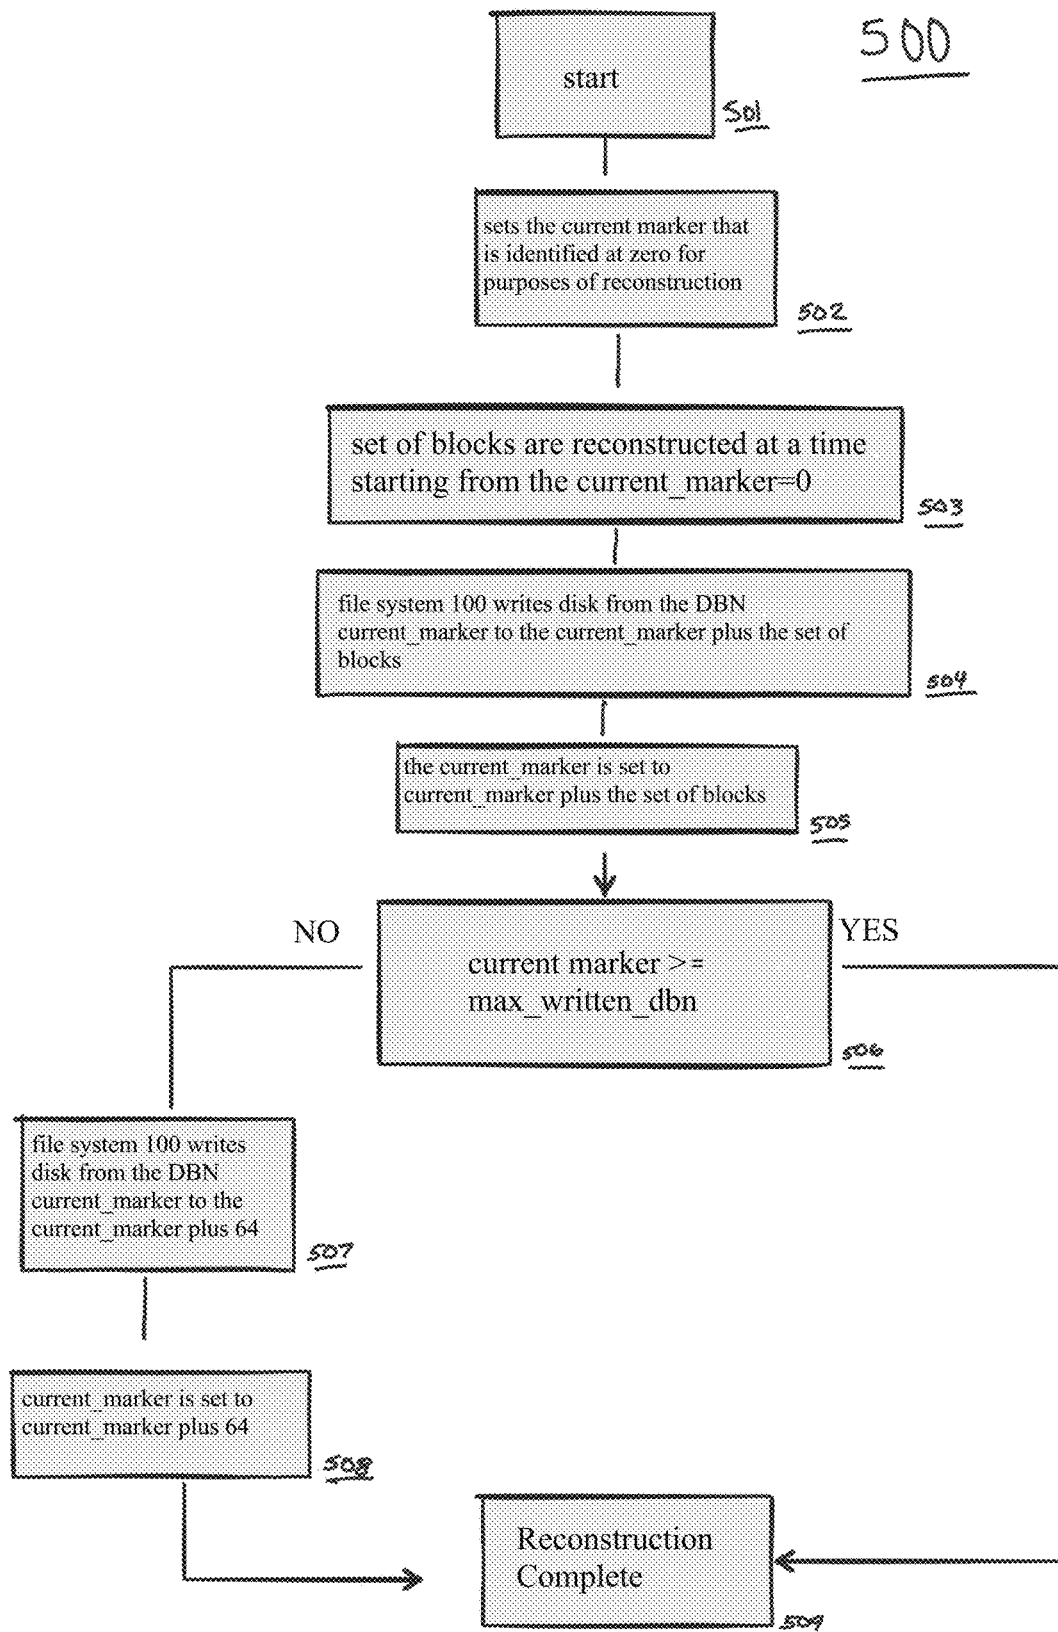 500
start
501
sets the current marker that
is identified at zero for
purposes of reconstruction
502
set of blocks are reconstructed at a time
starting from the current_marker=0
503
file system 100 writes disk from the DBN
current_marker to the current_marker plus the set of
blocks
504
the current_marker is set to
current_marker plus the set of blocks
505
NO
YES
current marker >=
max_written_dbn
506
file system 100 writes
disk from the DBN
current_marker to the
current_marker plus 64
507
current_marker is set to
current_marker plus 64
508
Reconstruction
Complete
509